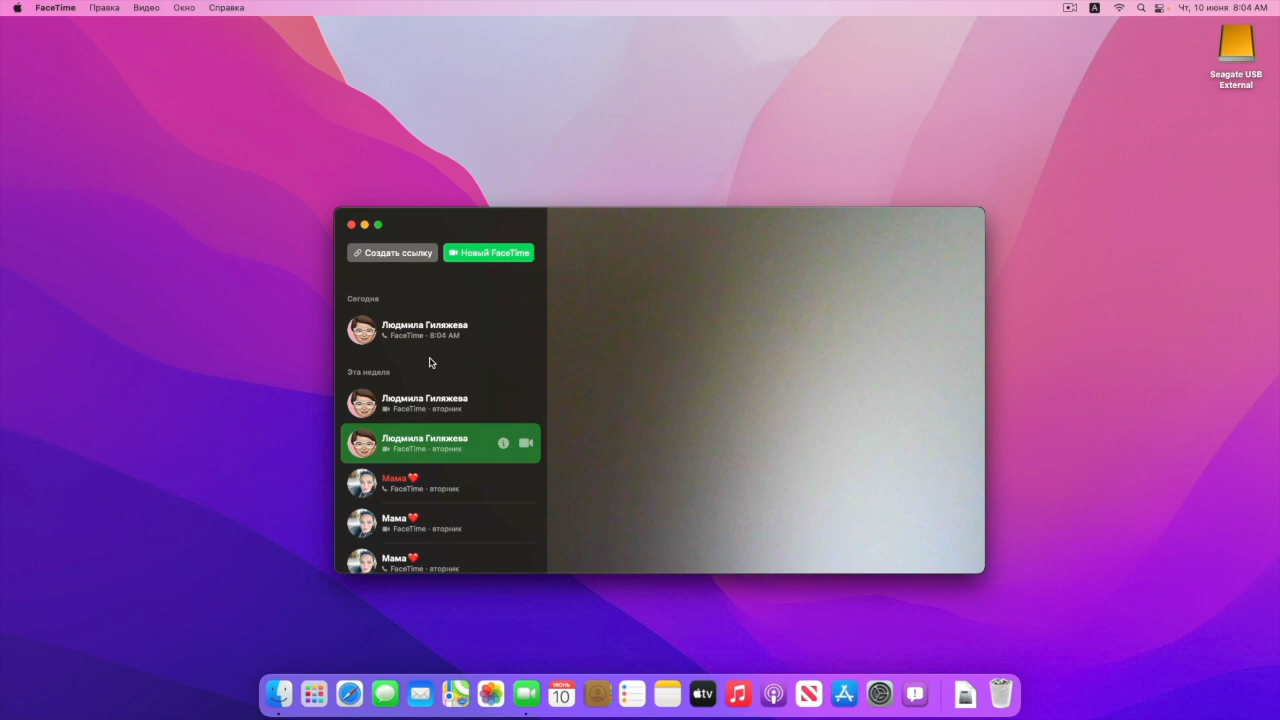 FaceTime Правка Видео Окно Справка
A Чт, 10 июня 8:04 AM
Seagate USB
External
Создать ссылку Новый FaceTime
Сегодня
Людмила Гиляжева
FaceTime · 8:04 AM
Эта неделя
Людмила Гиляжева
FaceTime · вторник
Людмила Гиляжева
FaceTime · вторник
Мама❤️
FaceTime · вторник
Мама❤️
FaceTime · вторник
Мама❤️
FaceTime · вторник
ИЮНЬ
10
tv